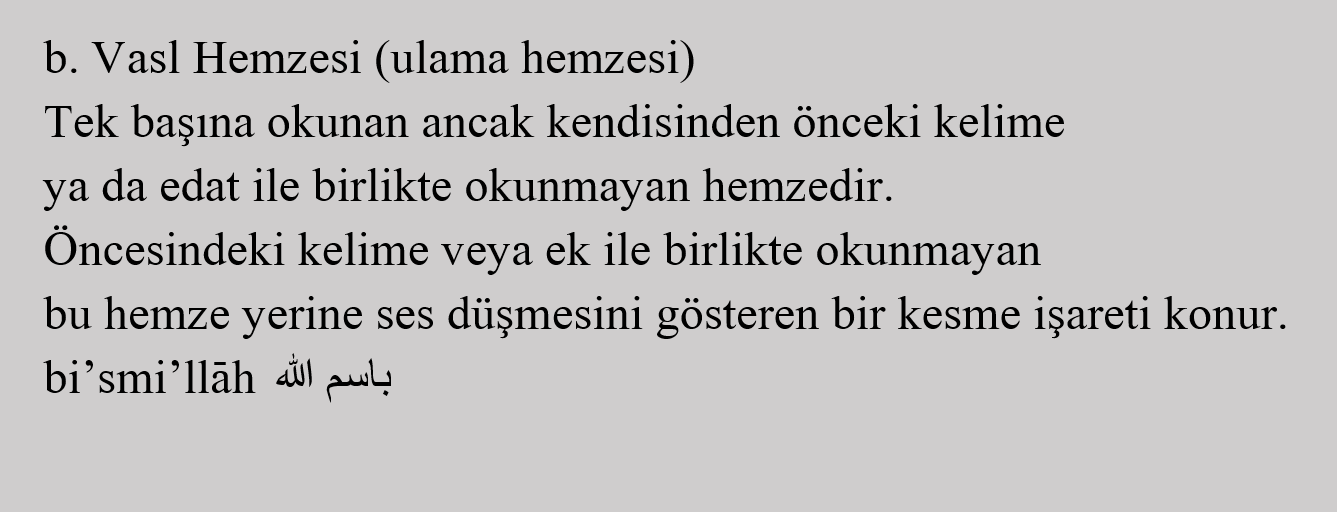 b. Vasl Hemzesi (ulama hemzesi)
Tek başına okunan ancak kendisinden önceki kelime
ya da edat ile birlikte okunmayan hemzedir.
Öncesindeki kelime veya ek ile birlikte okunmayan
bu hemze yerine ses düşmesini gösteren bir kesme işareti konur.
bi’smi’llāh باسم الله